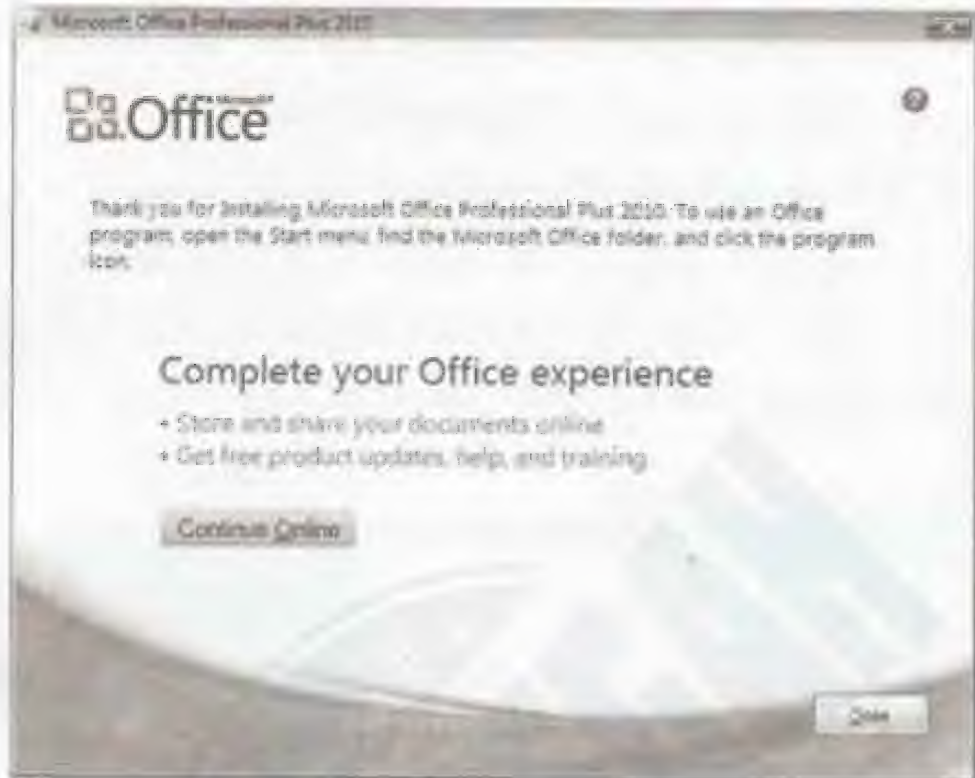 Microsoft Office Professional Plus 2010
Microsoft
Office
Thank you for installing Microsoft Office Professional Plus 2010. To use an Office
program, open the Start menu, find the Microsoft Office folder, and click the program
icon.
Complete your Office experience
• Store and share your documents online
• Get free product updates, help, and training
Continue Online
Close